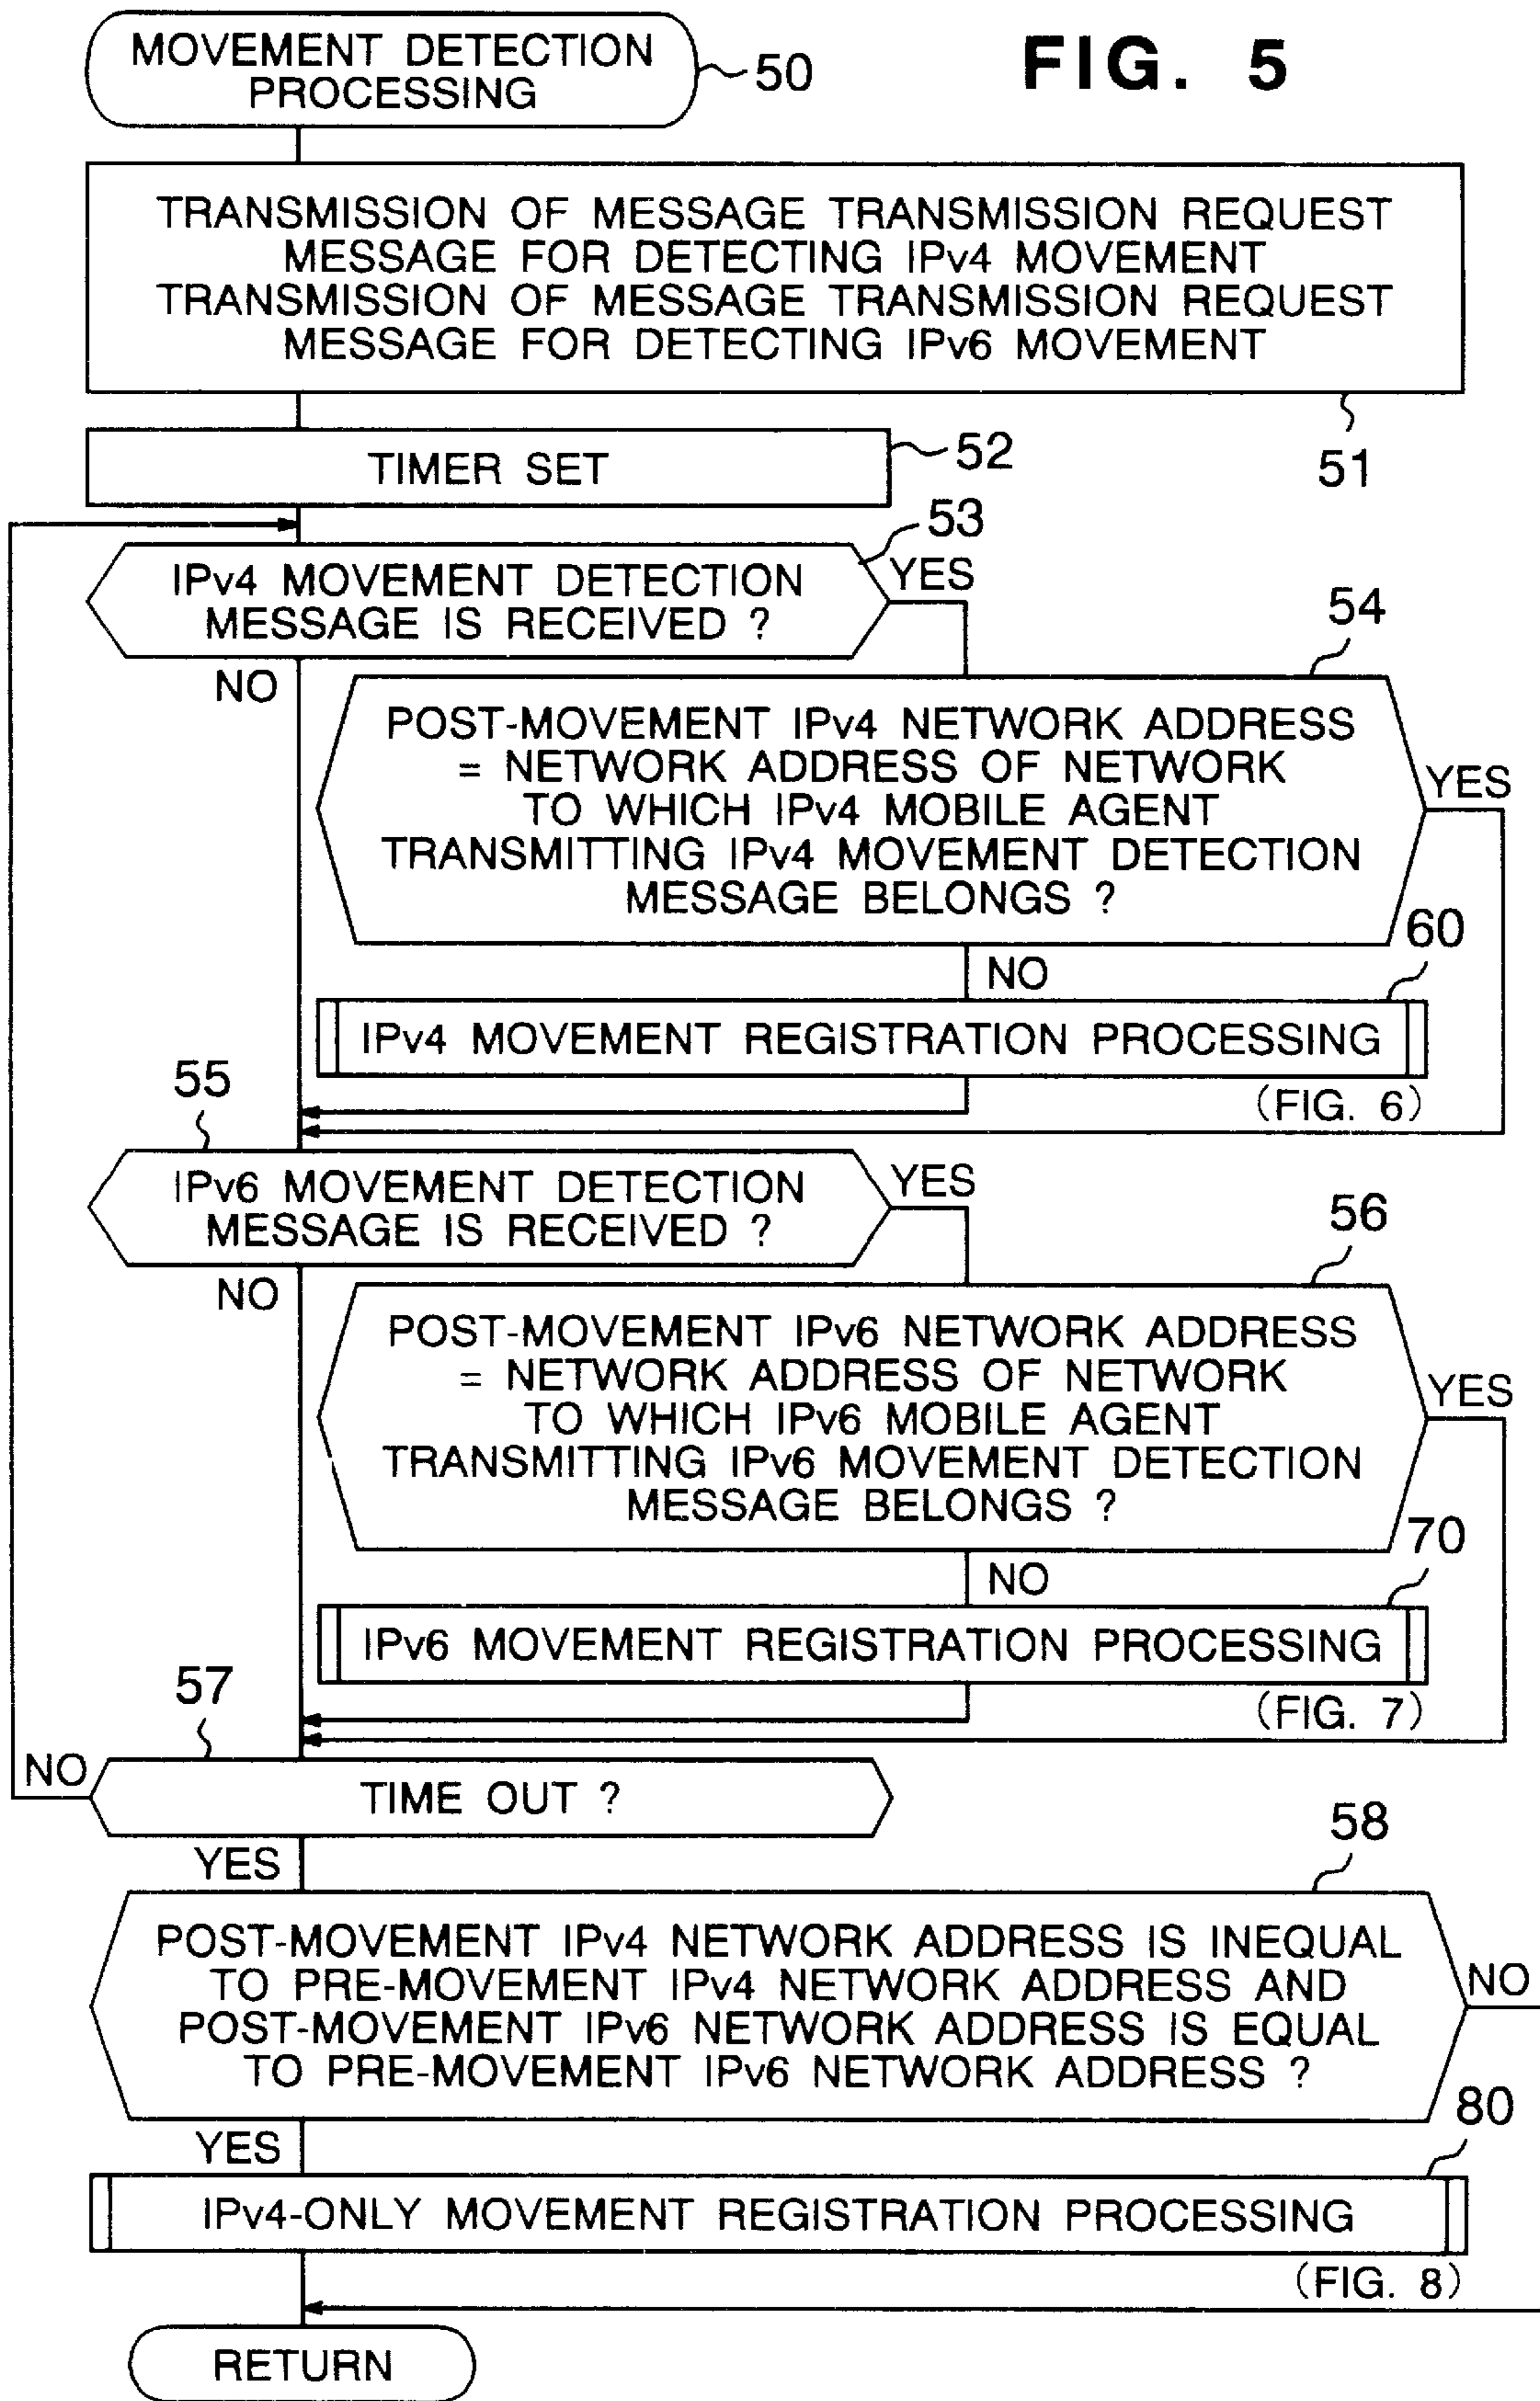 FIG. 5
MOVEMENT DETECTION
PROCESSING
50
TRANSMISSION OF MESSAGE TRANSMISSION REQUEST
MESSAGE FOR DETECTING IPv4 MOVEMENT
TRANSMISSION OF MESSAGE TRANSMISSION REQUEST
MESSAGE FOR DETECTING IPv6 MOVEMENT
51
TIMER SET
52
53
IPv4 MOVEMENT DETECTION
MESSAGE IS RECEIVED ?
YES
NO
54
POST-MOVEMENT IPv4 NETWORK ADDRESS
= NETWORK ADDRESS OF NETWORK
TO WHICH IPv4 MOBILE AGENT
TRANSMITTING IPv4 MOVEMENT DETECTION
MESSAGE BELONGS ?
YES
NO
60
IPv4 MOVEMENT REGISTRATION PROCESSING
(FIG. 6)
55
IPv6 MOVEMENT DETECTION
MESSAGE IS RECEIVED ?
YES
NO
56
POST-MOVEMENT IPv6 NETWORK ADDRESS
= NETWORK ADDRESS OF NETWORK
TO WHICH IPv6 MOBILE AGENT
TRANSMITTING IPv6 MOVEMENT DETECTION
MESSAGE BELONGS ?
YES
NO
70
IPv6 MOVEMENT REGISTRATION PROCESSING
(FIG. 7)
57
NO
TIME OUT ?
YES
58
POST-MOVEMENT IPv4 NETWORK ADDRESS IS INEQUAL
TO PRE-MOVEMENT IPv4 NETWORK ADDRESS AND
POST-MOVEMENT IPv6 NETWORK ADDRESS IS EQUAL
TO PRE-MOVEMENT IPv6 NETWORK ADDRESS ?
NO
YES
80
IPv4-ONLY MOVEMENT REGISTRATION PROCESSING
(FIG. 8)
RETURN